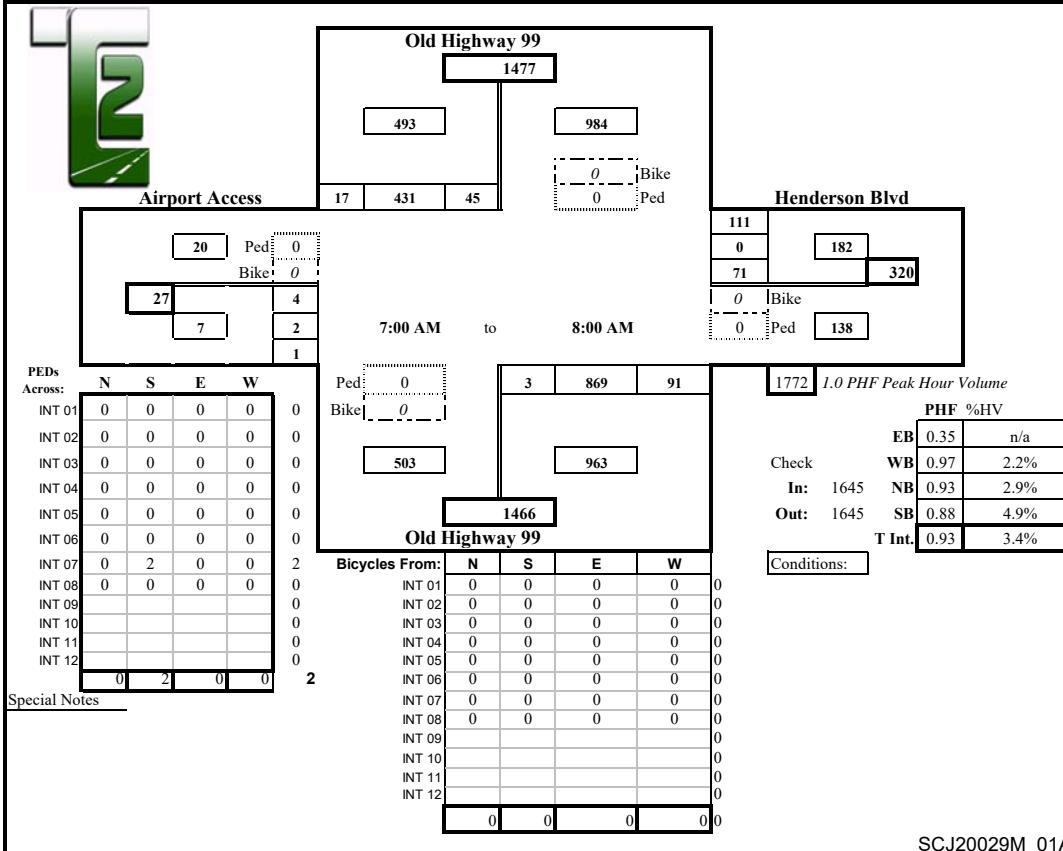 T2
Old Highway 99
1477
493 984
0 Bike
0 Ped
Airport Access 17 431 45 Henderson Blvd
111
20 Ped 0 0 182
Bike 0 71 320
27 4 0 Bike
7 2 7:00 AM to 8:00 AM 0 Ped 138
1
PEDs
Across: N S E W Ped 0 3 869 91 1772 1.0 PHF Peak Hour Volume
INT 01 0 0 0 0 0 Bike 0 PHF %HV
INT 02 0 0 0 0 0 EB 0.35 n/a
INT 03 0 0 0 0 0 503 963 Check WB 0.97 2.2%
INT 04 0 0 0 0 0 In: 1645 NB 0.93 2.9%
INT 05 0 0 0 0 0 1466 Out: 1645 SB 0.88 4.9%
INT 06 0 0 0 0 0 Old Highway 99 T Int. 0.93 3.4%
INT 07 0 2 0 0 2 Bicycles From: N S E W Conditions:
INT 08 0 0 0 0 0 INT 01 0 0 0 0 0
INT 09 0 INT 02 0 0 0 0 0
INT 10 0 INT 03 0 0 0 0 0
INT 11 0 INT 04 0 0 0 0 0
INT 12 0 INT 05 0 0 0 0 0
0 2 0 0 2 INT 06 0 0 0 0 0
Special Notes INT 07 0 0 0 0 0
INT 08 0 0 0 0 0
INT 09 0
INT 10 0
INT 11 0
INT 12 0
0 0 0 0 0
SCJ20029M_01